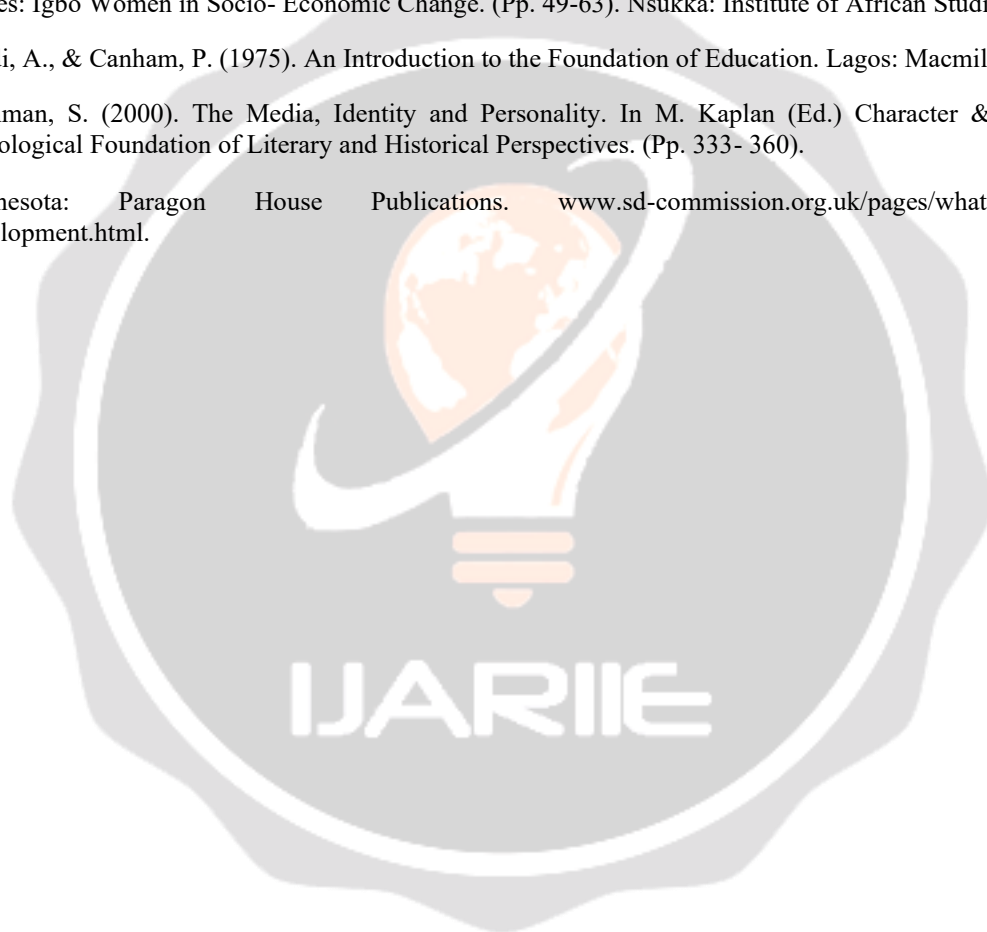 es: Igbo Women in Socio- Economic Change. (Pp. 49-63). Nsukka: Institute of African Studi
li, A., & Canham, P. (1975). An Introduction to the Foundation of Education. Lagos: Macmil
man, S. (2000). The Media, Identity and Personality. In M. Kaplan (Ed.) Character &
ological Foundation of Literary and Historical Perspectives. (Pp. 333- 360).
nesota: Paragon House Publications. www.sd-commission.org.uk/pages/what
lopment.html.
IJARIIE